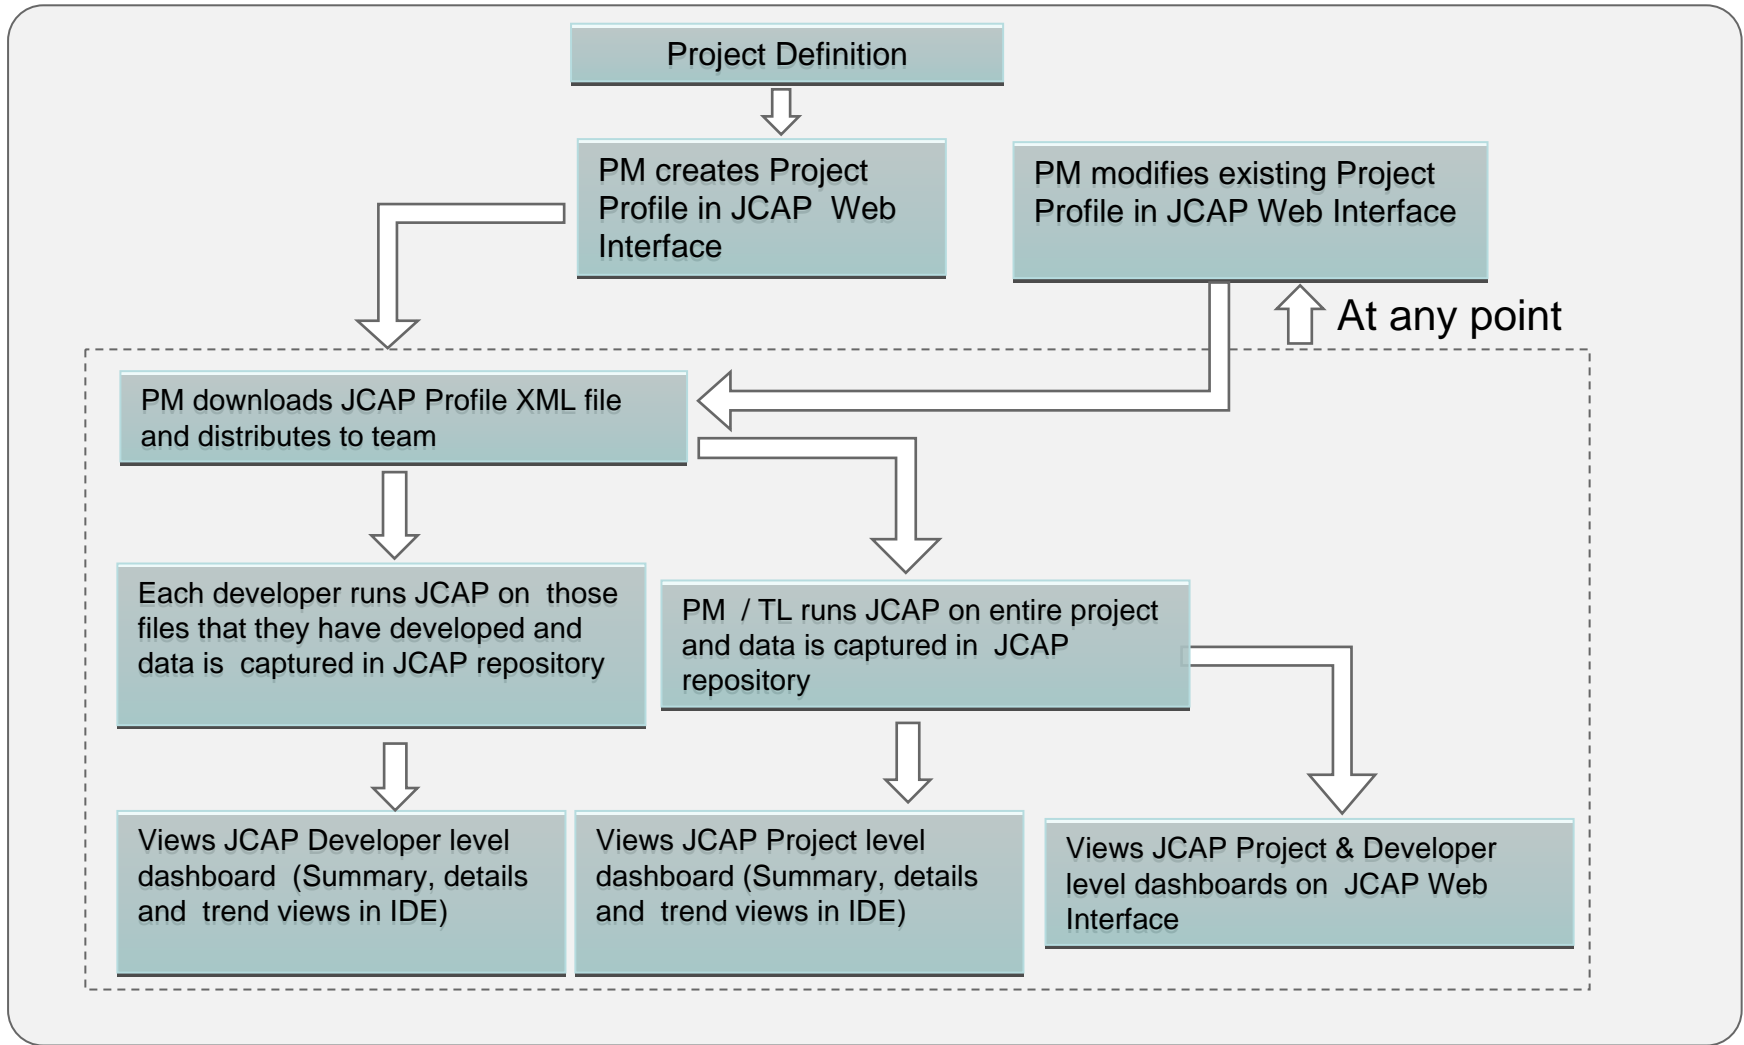 Project Definition
PM creates Project
Profile in JCAP Web
Interface
PM modifies existing Project
Profile in JCAP Web Interface
At any point
PM downloads JCAP Profile XML file
and distributes to team
Each developer runs JCAP on those
files that they have developed and
data is captured in JCAP repository
PM / TL runs JCAP on entire project
and data is captured in JCAP
repository
Views JCAP Developer level
dashboard (Summary, details
and trend views in IDE)
Views JCAP Project level
dashboard (Summary, details
and trend views in IDE)
Views JCAP Project & Developer
level dashboards on JCAP Web
Interface